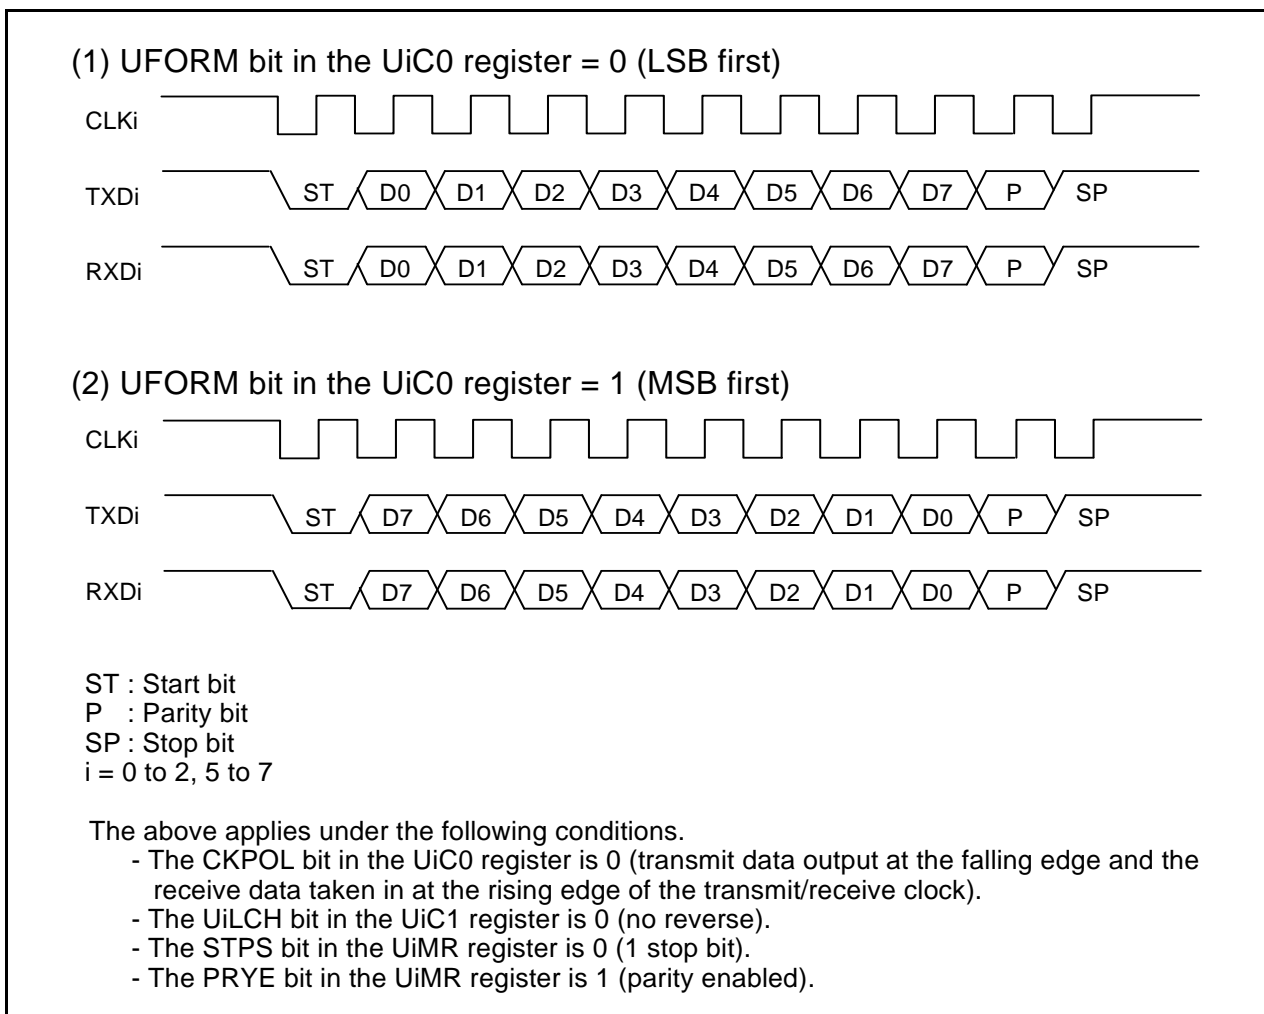 (1) UFORM bit in the UiC0 register = 0 (LSB first)
CLKi
TXDi ST D0 D1 D2 D3 D4 D5 D6 D7 P SP
RXDi ST D0 D1 D2 D3 D4 D5 D6 D7 P SP
(2) UFORM bit in the UiC0 register = 1 (MSB first)
CLKi
TXDi ST D7 D6 D5 D4 D3 D2 D1 D0 P SP
RXDi ST D7 D6 D5 D4 D3 D2 D1 D0 P SP
ST : Start bit
P : Parity bit
SP : Stop bit
i = 0 to 2, 5 to 7
The above applies under the following conditions.
- The CKPOL bit in the UiC0 register is 0 (transmit data output at the falling edge and the
receive data taken in at the rising edge of the transmit/receive clock).
- The UiLCH bit in the UiC1 register is 0 (no reverse).
- The STPS bit in the UiMR register is 0 (1 stop bit).
- The PRYE bit in the UiMR register is 1 (parity enabled).